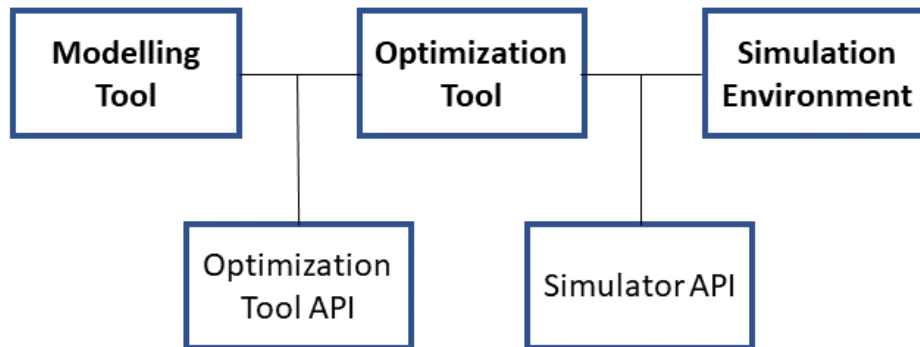 Modelling
Tool
Optimization
Tool
Simulation
Environment
Optimization
Tool API
Simulator API